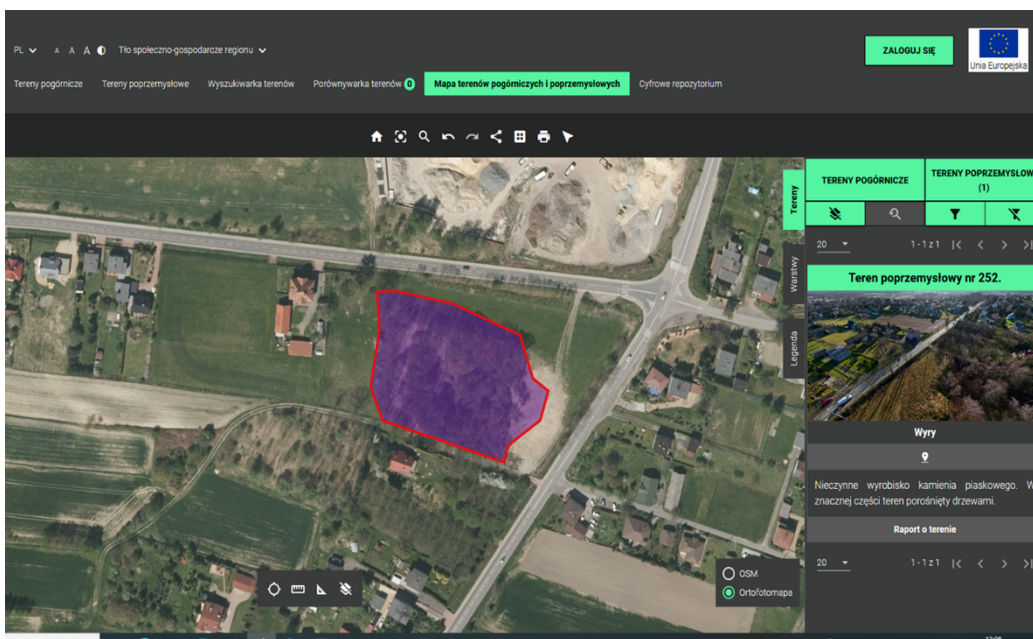 PL
A A A
Tło społeczno-gospodarcze regionu
ZALOGUJ SIĘ
Unia Europejska
Tereny pogórnicze
Tereny poprzemysłowe
Wyszukiwarka terenów
Porównywarka terenów 0
Mapa terenów pogórniczych i poprzemysłowych
Cyfrowe repozytorium
Tereny
Warstwy
Legenda
TERENY POGÓRNICZE
TERENY POPRZEMYSŁOW
(1)
20
1 - 1 z 1
Teren poprzemysłowy nr 252.
Wyry
Nieczynne wyrobisko kamienia piaskowego. W
znacznej części teren porośnięty drzewami.
Raport o terenie
20
1 - 1 z 1
OSM
Ortofotomapa